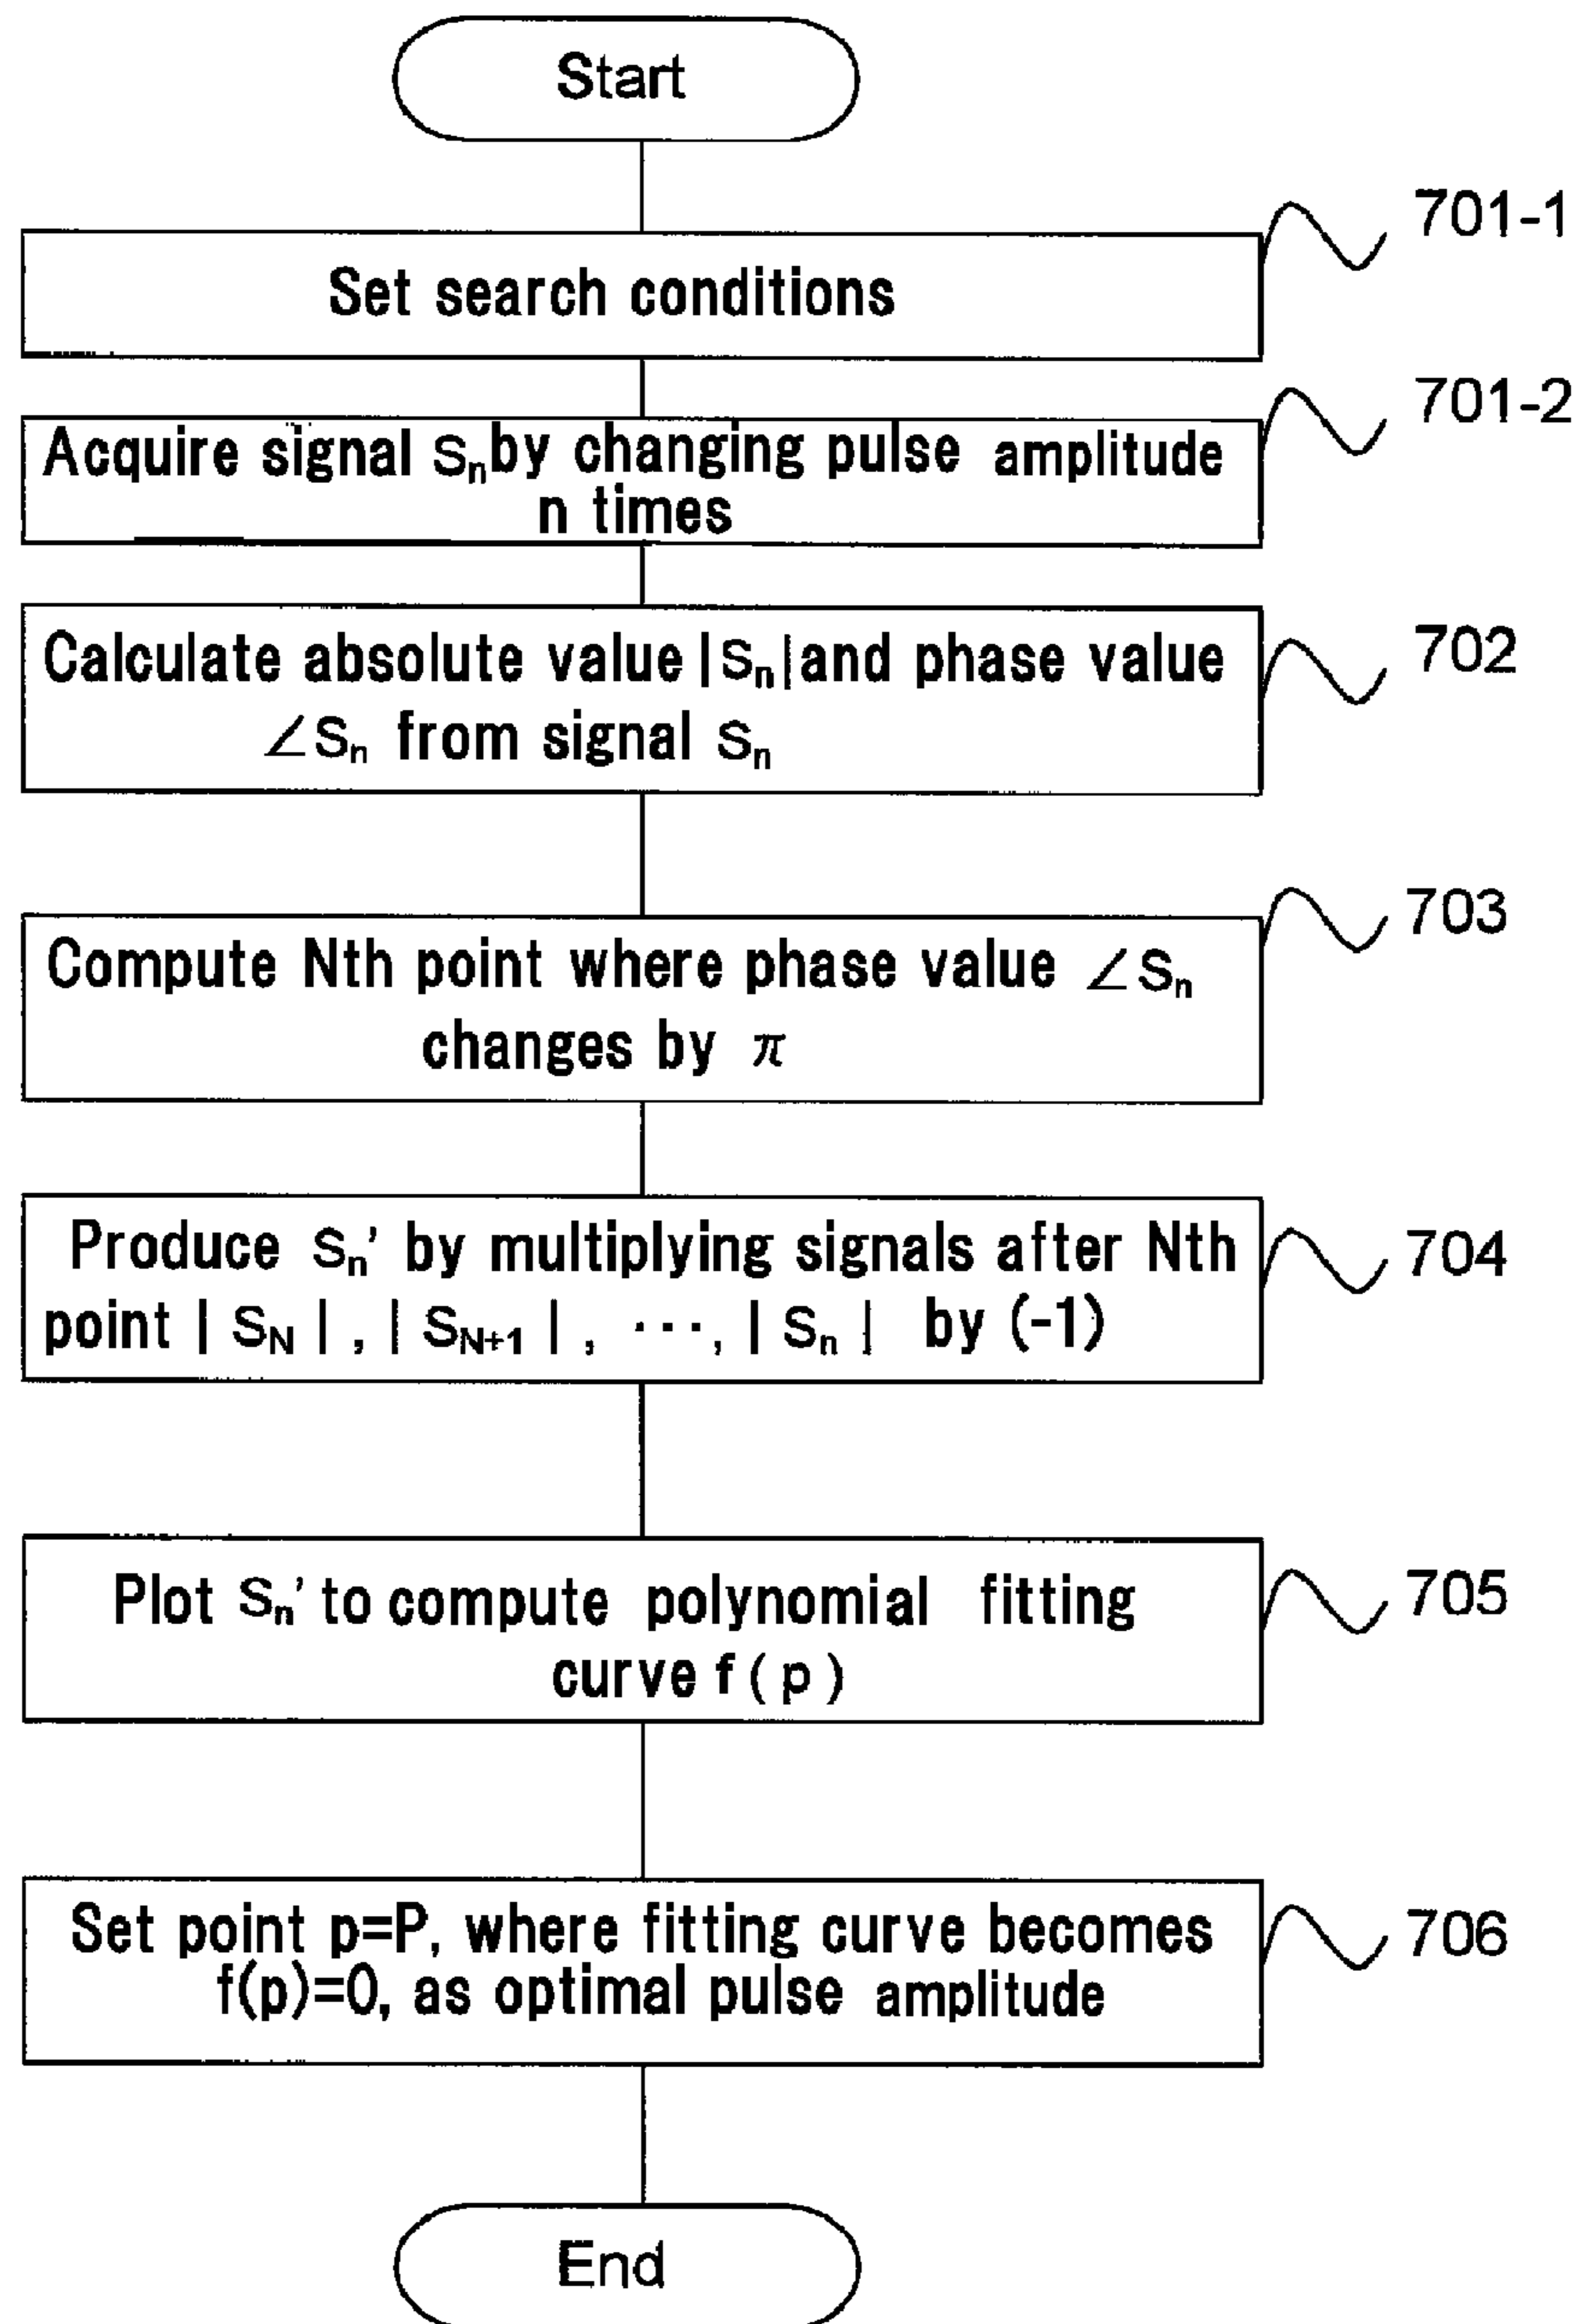 Start
701-1
Set search conditions
701-2
Acquire signal Sₙ by changing pulse amplitude
n times
702
Calculate absolute value |Sₙ| and phase value
∠Sₙ from signal Sₙ
703
Compute Nth point where phase value ∠Sₙ
changes by π
704
Produce Sₙ' by multiplying signals after Nth
point | S_N | , | S_N+1 | , ···, | Sₙ | by (-1)
705
Plot Sₙ' to compute polynomial fitting
curve f(p)
706
Set point p=P, where fitting curve becomes
f(p)=0, as optimal pulse amplitude
End